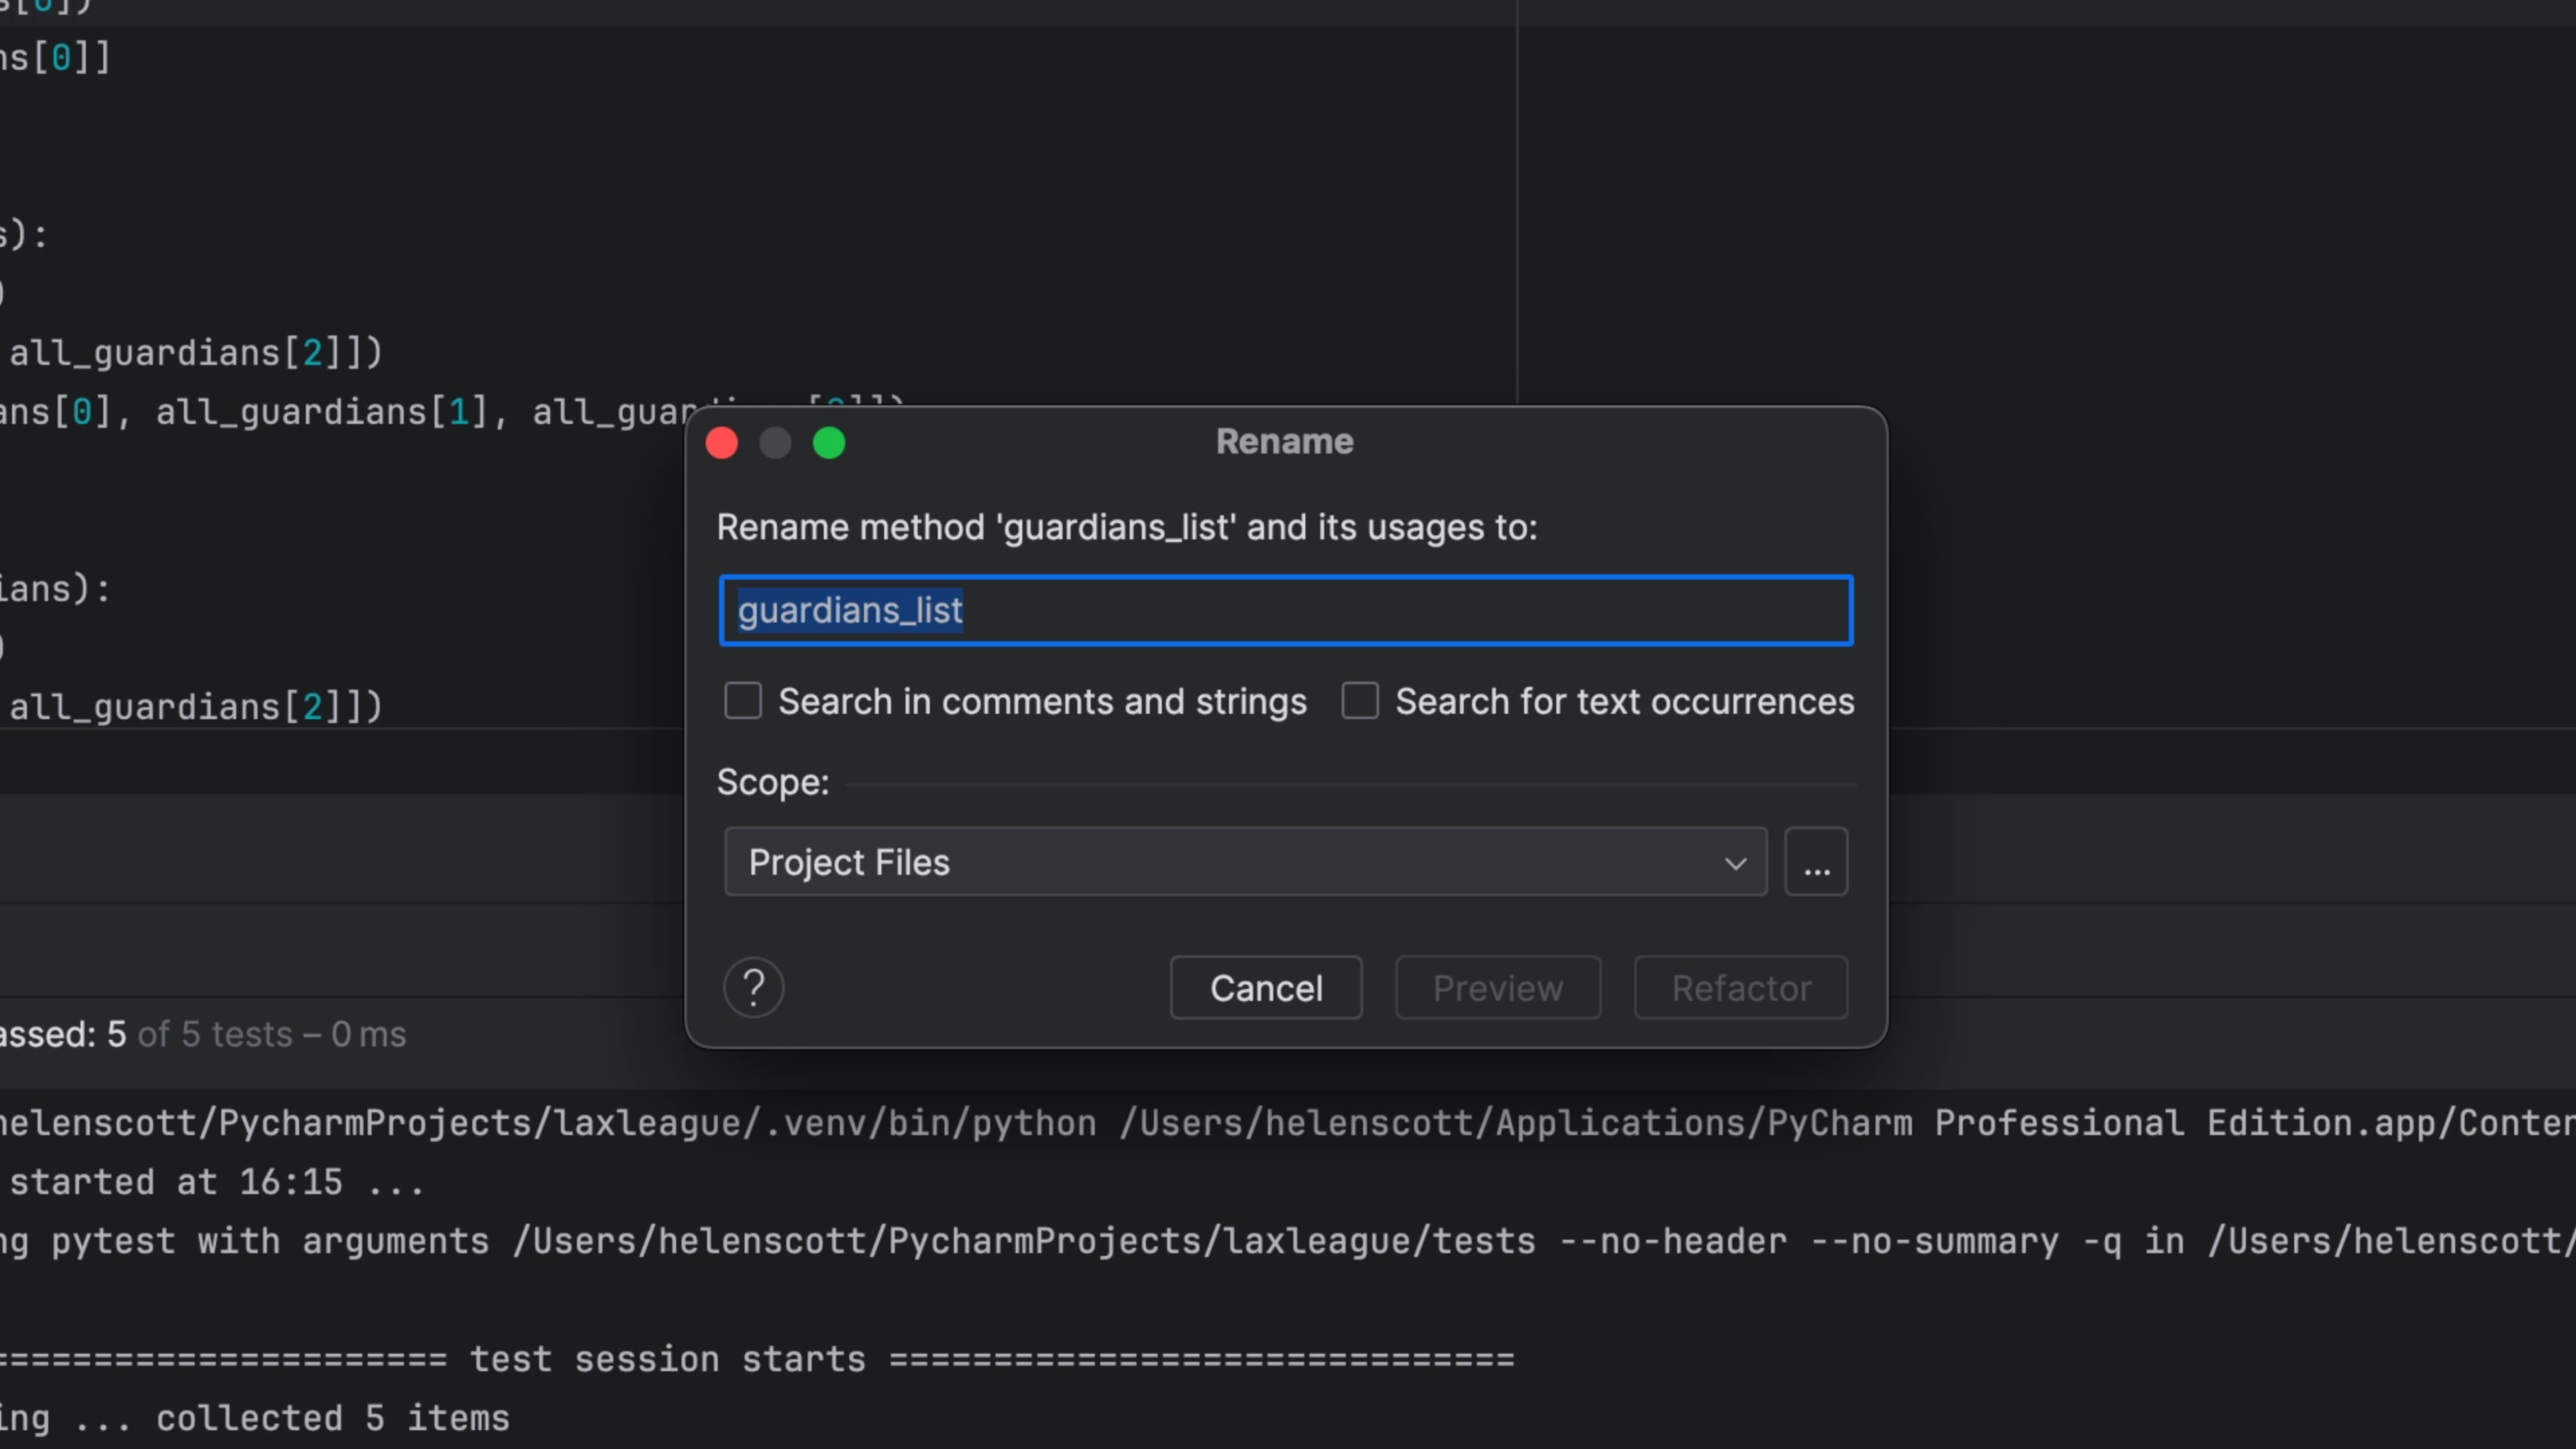 s[0])
ns[0]]
s):
)
all_guardians[2]])
ans[0], all_guardians[1], all_guar
ians):
)
all_guardians[2]])
Rename
Rename method 'guardians_list' and its usages to:
guardians_list
Search in comments and strings
Search for text occurrences
Scope:
Project Files
...
?
Cancel
Preview
Refactor
assed: 5 of 5 tests – 0 ms
helenscott/PycharmProjects/laxleague/.venv/bin/python /Users/helenscott/Applications/PyCharm Professional Edition.app/Conten
started at 16:15 ...
ng pytest with arguments /Users/helenscott/PycharmProjects/laxleague/tests --no-header --no-summary -q in /Users/helenscott/
====================== test session starts ==============================
ing ... collected 5 items